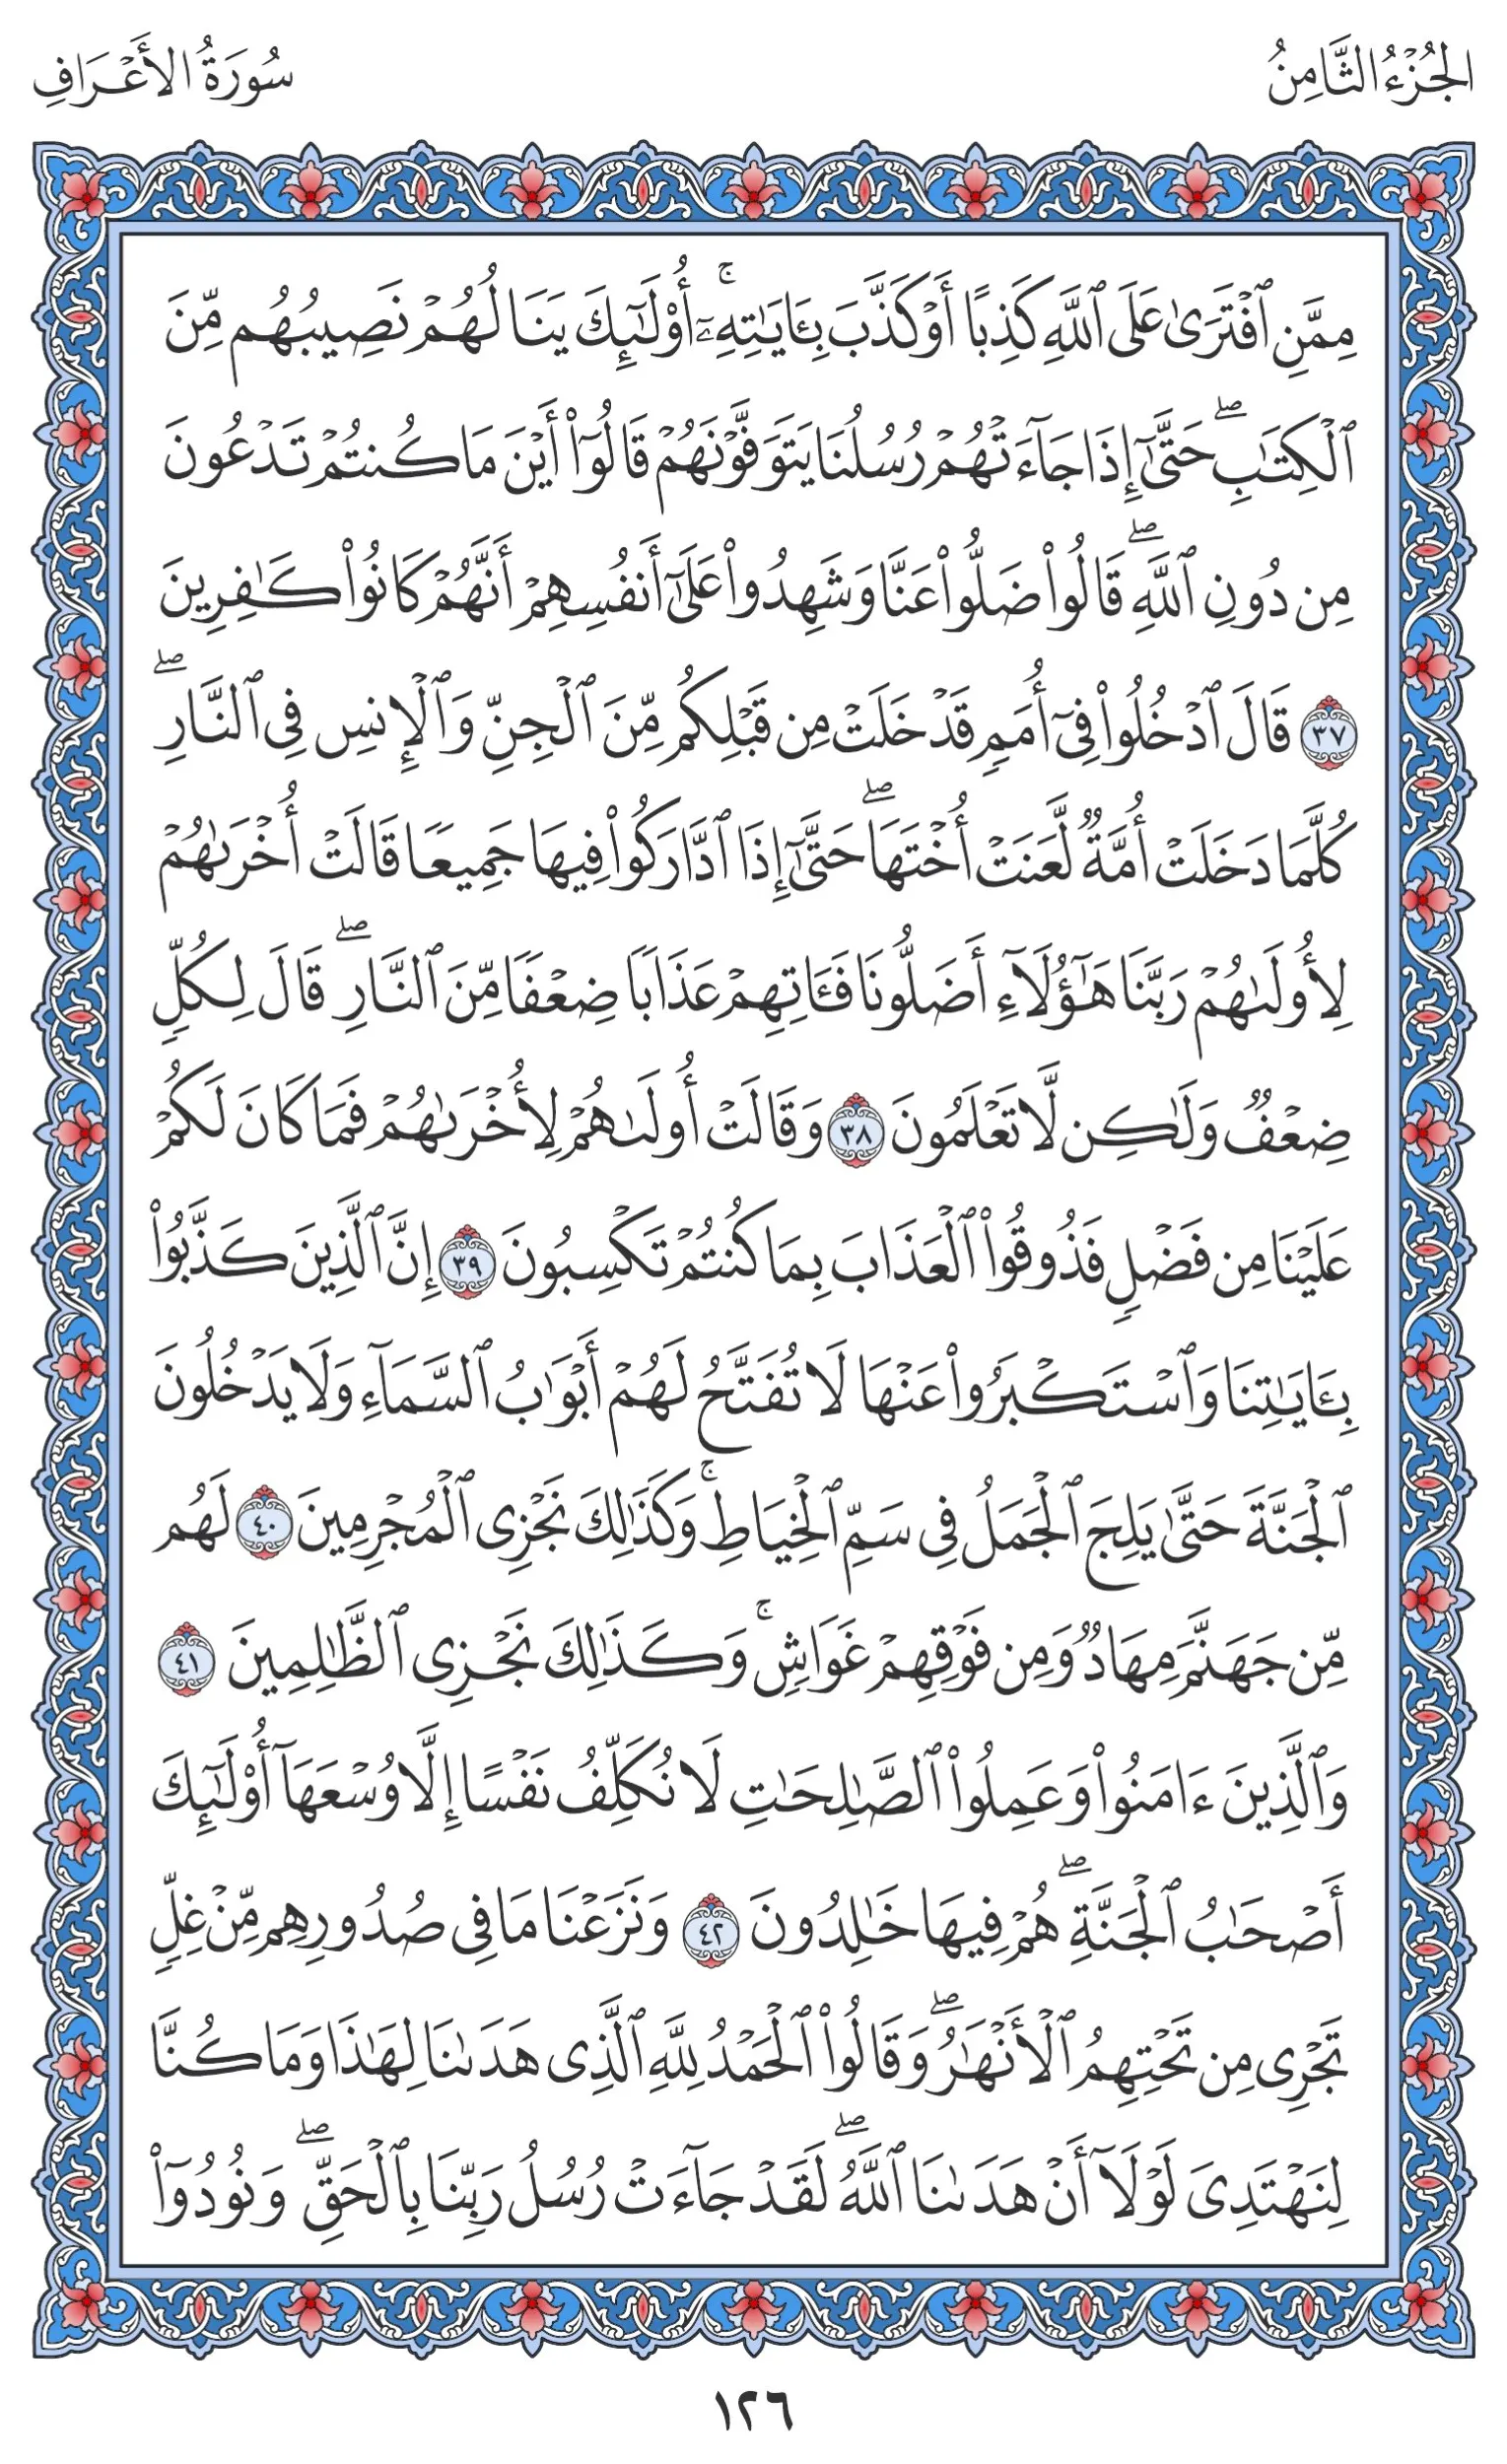 الجُزْءُ الثَّامِنُ
سُورَةُ الأَعْرَافِ
مِمَّنِ ٱفْتَرَىٰ عَلَى ٱللَّهِ كَذِبًا أَوْ كَذَّبَ بِـَٔايَٰتِهِۦٓۚ أُو۟لَٰٓئِكَ يَنَالُهُمْ نَصِيبُهُم مِّنَ
ٱلْكِتَٰبِۖ حَتَّىٰٓ إِذَا جَآءَتْهُمْ رُسُلُنَا يَتَوَفَّوْنَهُمْ قَالُوٓا۟ أَيْنَ مَا كُنتُمْ تَدْعُونَ
مِن دُونِ ٱللَّهِۖ قَالُوا۟ ضَلُّوا۟ عَنَّا وَشَهِدُوا۟ عَلَىٰٓ أَنفُسِهِمْ أَنَّهُمْ كَانُوا۟ كَٰفِرِينَ
٣٧ قَالَ ٱدْخُلُوا۟ فِىٓ أُمَمٍ قَدْ خَلَتْ مِن قَبْلِكُم مِّنَ ٱلْجِنِّ وَٱلْإِنسِ فِى ٱلنَّارِۖ
كُلَّمَا دَخَلَتْ أُمَّةٌ لَّعَنَتْ أُخْتَهَاۖ حَتَّىٰٓ إِذَا ٱدَّارَكُوا۟ فِيهَا جَمِيعًا قَالَتْ أُخْرَىٰهُمْ
لِأُولَىٰهُمْ رَبَّنَا هَٰٓؤُلَآءِ أَضَلُّونَا فَـَٔاتِهِمْ عَذَابًا ضِعْفًا مِّنَ ٱلنَّارِۖ قَالَ لِكُلٍّ
ضِعْفٌ وَلَٰكِن لَّا تَعْلَمُونَ ٣٨ وَقَالَتْ أُولَىٰهُمْ لِأُخْرَىٰهُمْ فَمَا كَانَ لَكُمْ
عَلَيْنَا مِن فَضْلٍ فَذُوقُوا۟ ٱلْعَذَابَ بِمَا كُنتُمْ تَكْسِبُونَ ٣٩ إِنَّ ٱلَّذِينَ كَذَّبُوا۟
بِـَٔايَٰتِنَا وَٱسْتَكْبَرُوا۟ عَنْهَا لَا تُفَتَّحُ لَهُمْ أَبْوَٰبُ ٱلسَّمَآءِ وَلَا يَدْخُلُونَ
ٱلْجَنَّةَ حَتَّىٰ يَلِجَ ٱلْجَمَلُ فِى سَمِّ ٱلْخِيَاطِۚ وَكَذَٰلِكَ نَجْزِى ٱلْمُجْرِمِينَ ٤٠ لَهُم
مِّن جَهَنَّمَ مِهَادٌ وَمِن فَوْقِهِمْ غَوَاشٍۚ وَكَذَٰلِكَ نَجْزِى ٱلظَّٰلِمِينَ ٤١
وَٱلَّذِينَ ءَامَنُوا۟ وَعَمِلُوا۟ ٱلصَّٰلِحَٰتِ لَا نُكَلِّفُ نَفْسًا إِلَّا وُسْعَهَآ أُو۟لَٰٓئِكَ
أَصْحَٰبُ ٱلْجَنَّةِۖ هُمْ فِيهَا خَٰلِدُونَ ٤٢ وَنَزَعْنَا مَا فِى صُدُورِهِم مِّنْ غِلٍّ
تَجْرِى مِن تَحْتِهِمُ ٱلْأَنْهَٰرُۖ وَقَالُوا۟ ٱلْحَمْدُ لِلَّهِ ٱلَّذِى هَدَىٰنَا لِهَٰذَا وَمَا كُنَّا
لِنَهْتَدِىَ لَوْلَآ أَنْ هَدَىٰنَا ٱللَّهُۖ لَقَدْ جَآءَتْ رُسُلُ رَبِّنَا بِٱلْحَقِّۖ وَنُودُوٓا۟
١٢٦